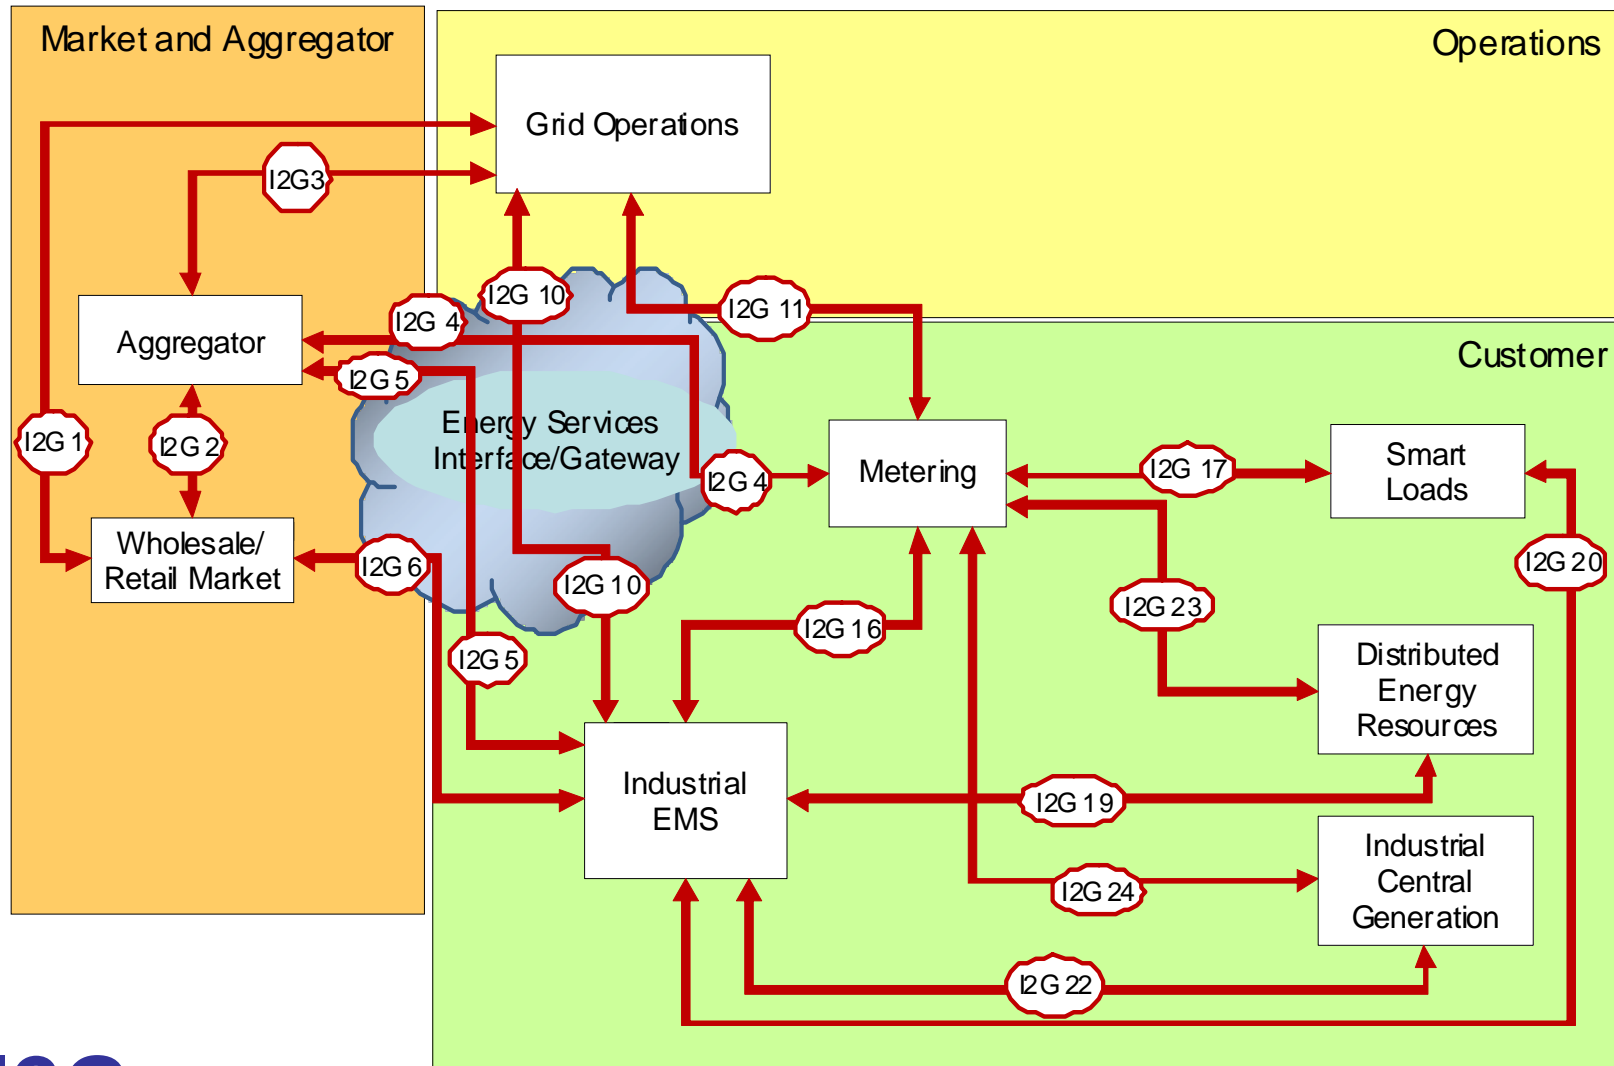 Market and Aggregator
Operations
Grid Operations
I2G3
I2G 10
I2G 11
I2G 4
Aggregator
Customer
I2G 5
Energy Services
Interface/Gateway
I2G 1
I2G 2
I2G 4
Metering
I2G 17
Smart
Loads
Wholesale/
Retail Market
I2G 6
I2G 10
I2G 20
I2G 23
I2G 16
I2G 5
Distributed
Energy
Resources
Industrial
EMS
I2G 19
Industrial
Central
Generation
I2G 24
I2G 22